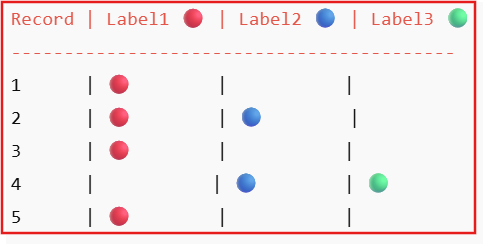 Record | Label1 🔴 | Label2 🔵 | Label3 🟢
----------------------------------------
1 | 🔴 | |
2 | 🔴 | 🔵 |
3 | 🔴 | |
4 | | 🔵 | 🟢
5 | 🔴 | |